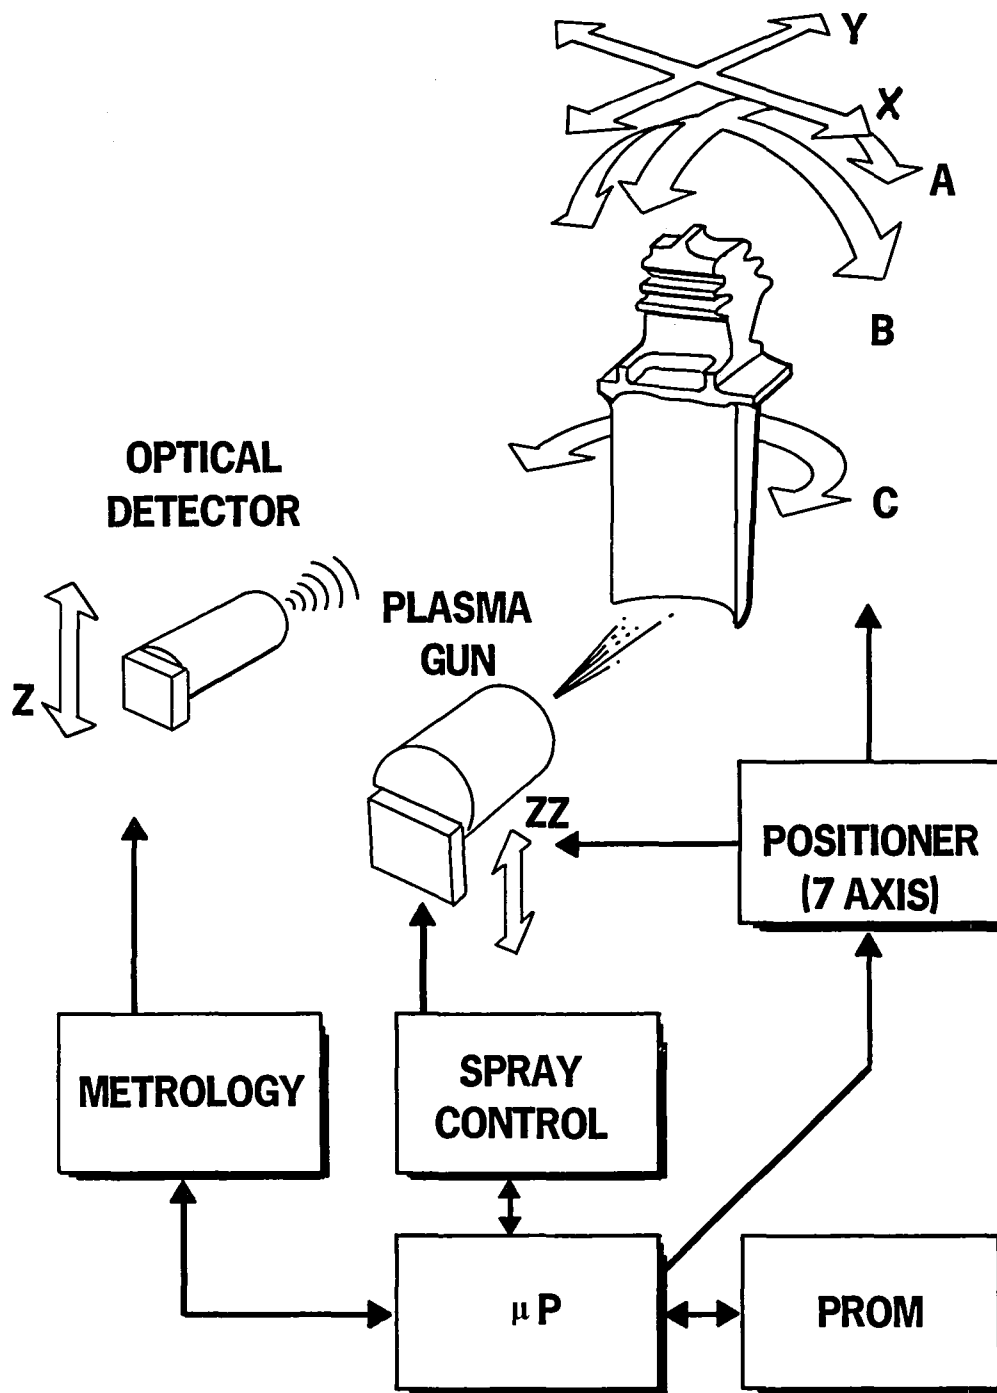 Y
X
A
B
C
OPTICAL
DETECTOR
PLASMA
GUN
Z
ZZ
POSITIONER
(7 AXIS)
METROLOGY
SPRAY
CONTROL
μP
PROM